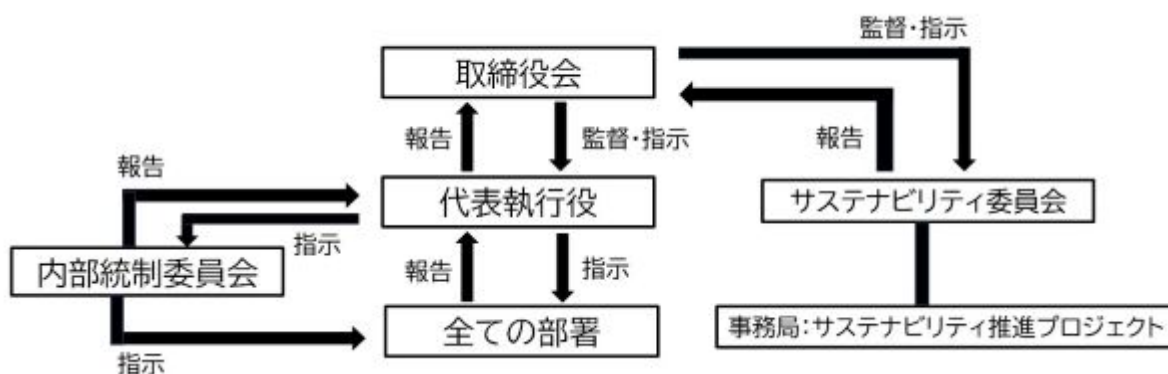 監督・指示
取締役会
報告
監督・指示
報告
報告
代表執行役
サステナビリティ委員会
指示
内部統制委員会
報告
指示
全ての部署
事務局：サステナビリティ推進プロジェクト
指示